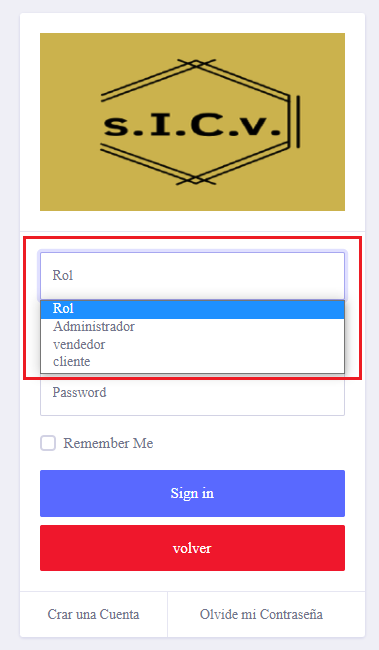 s.I.C.v.
Rol
Rol
Administrador
vendedor
cliente
Password
Remember Me
Sign in
volver
Crar una Cuenta
Olvide mi Contraseña